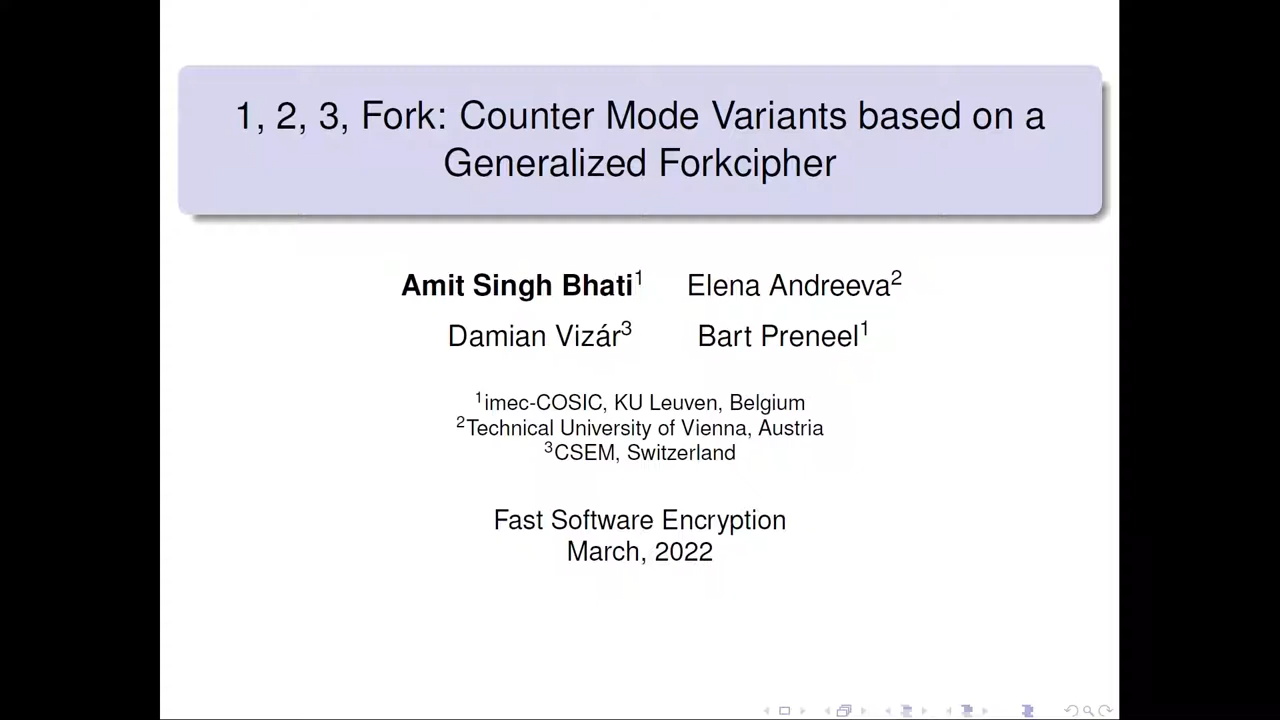 1, 2, 3, Fork: Counter Mode Variants based on a
Generalized Forkcipher
Amit Singh Bhati¹ Elena Andreeva²
Damian Vizár³ Bart Preneel¹
¹imec-COSIC, KU Leuven, Belgium
²Technical University of Vienna, Austria
³CSEM, Switzerland
Fast Software Encryption
March, 2022